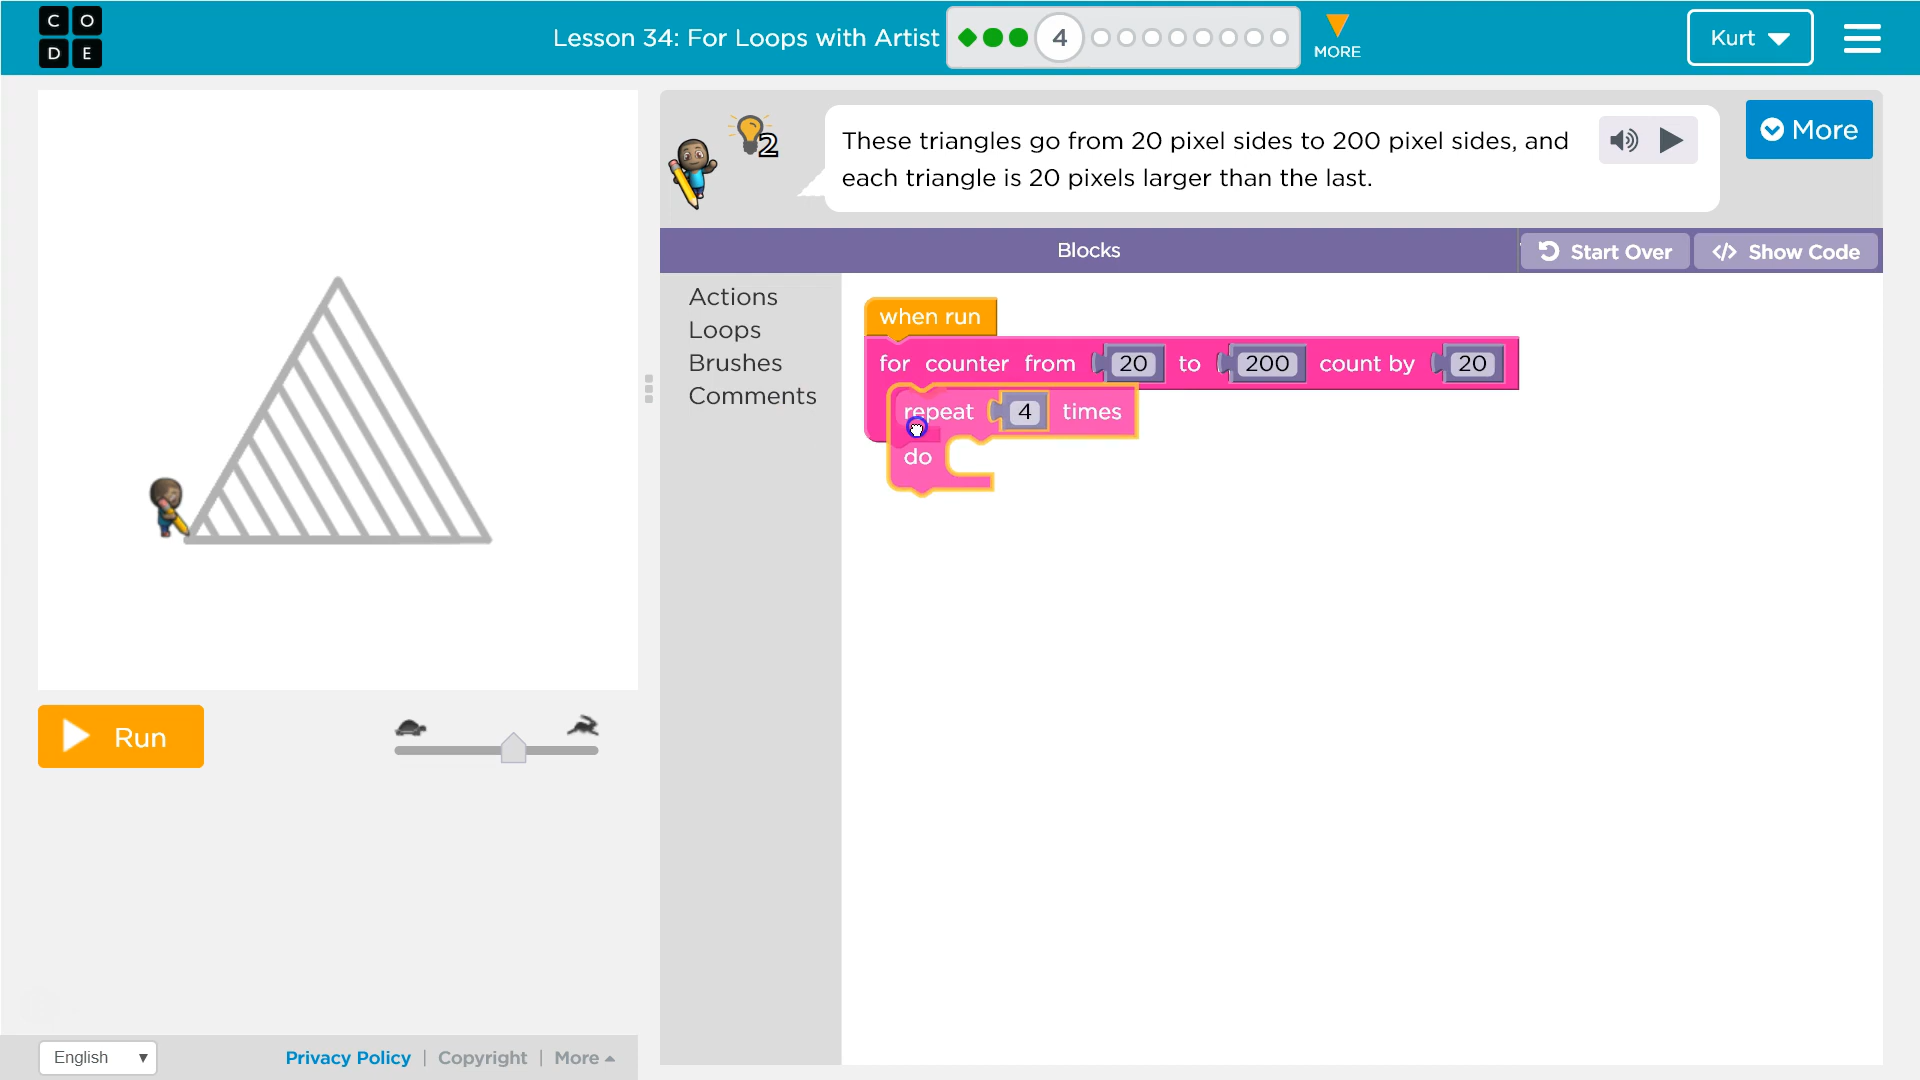 C O
D E
Lesson 34: For Loops with Artist
4
MORE
Kurt
2
These triangles go from 20 pixel sides to 200 pixel sides, and
each triangle is 20 pixels larger than the last.
More
Blocks
Start Over
</> Show Code
Actions
Loops
Brushes
Comments
when run
for counter from 20 to 200 count by 20
repeat 4 times
do
Run
English
Privacy Policy | Copyright | More